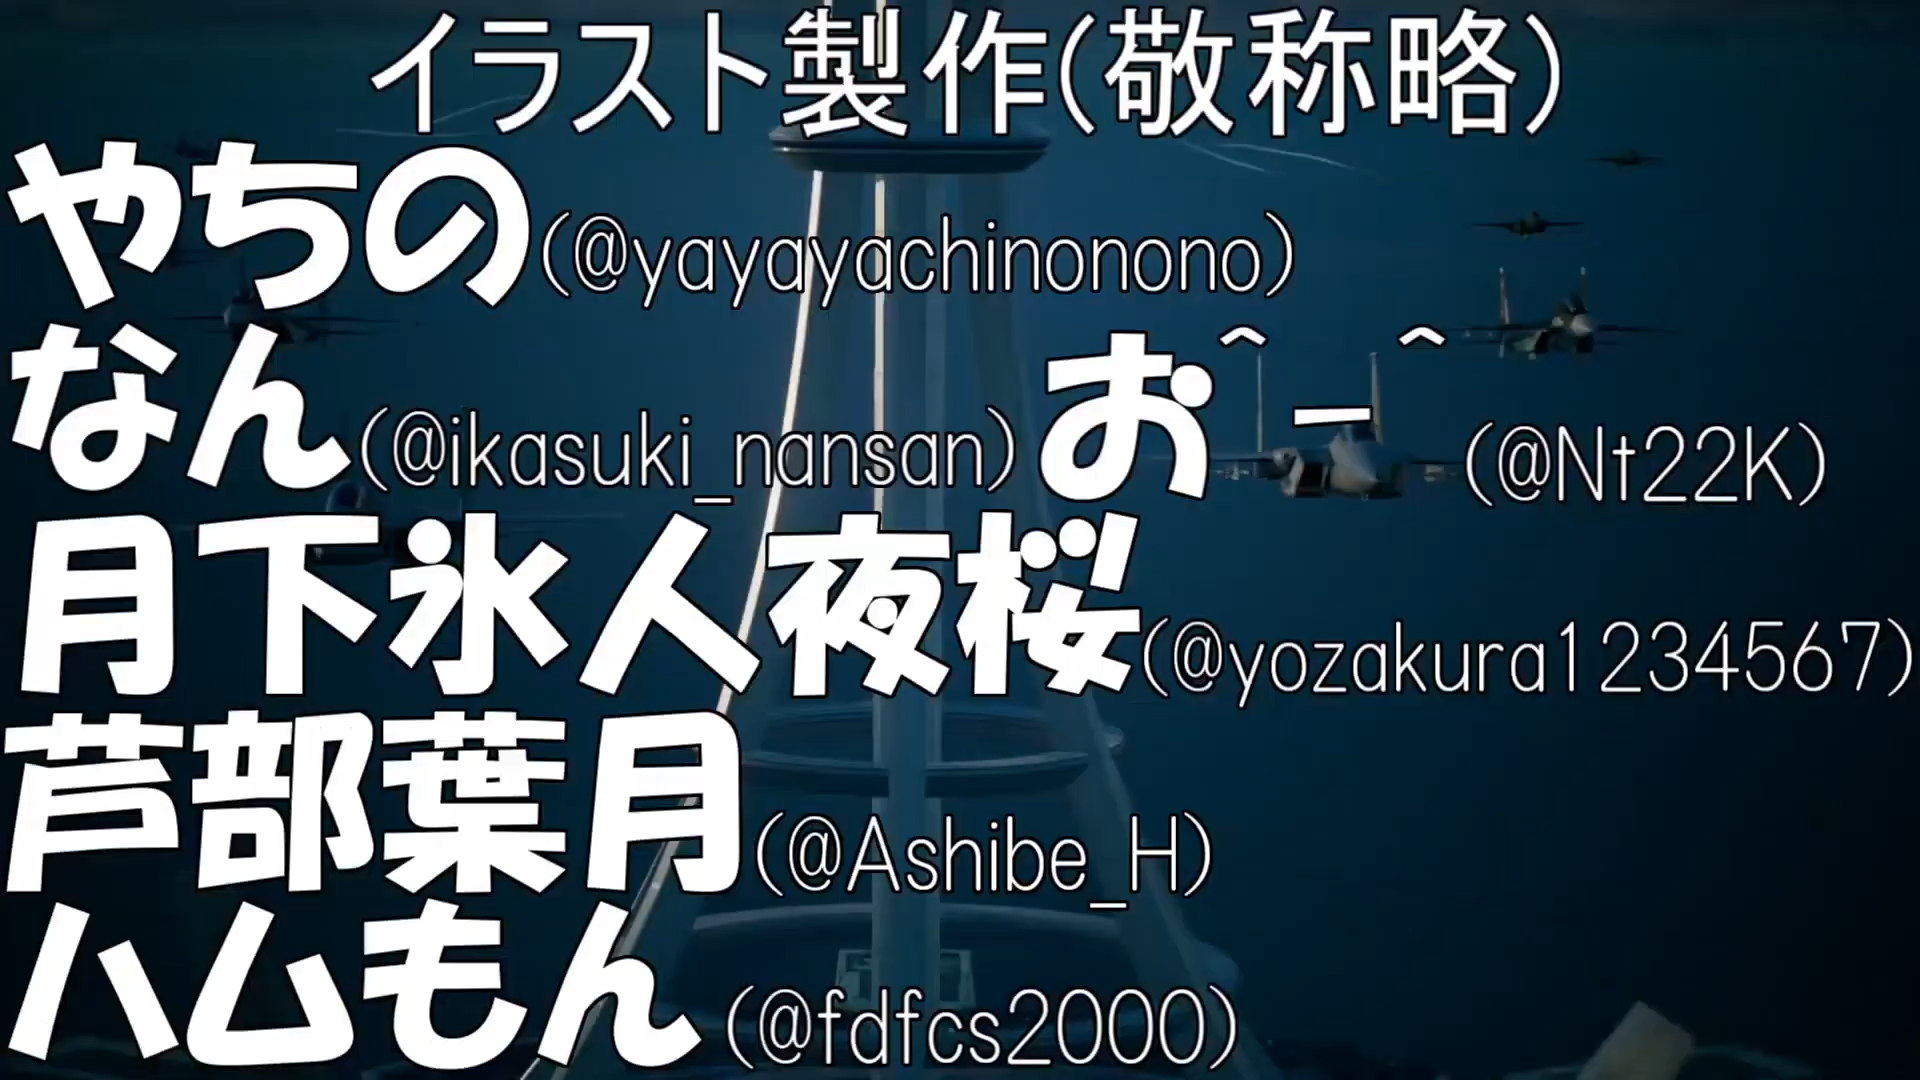 イラスト製作(敬称略)
やちの(@yayayachinonono)
なん(@ikasuki_nansan) お^_^(@Nt22K)
月下氷人夜桜(@yozakura1234567)
芦部葉月(@Ashibe_H)
ハムもん(@fdfcs2000)